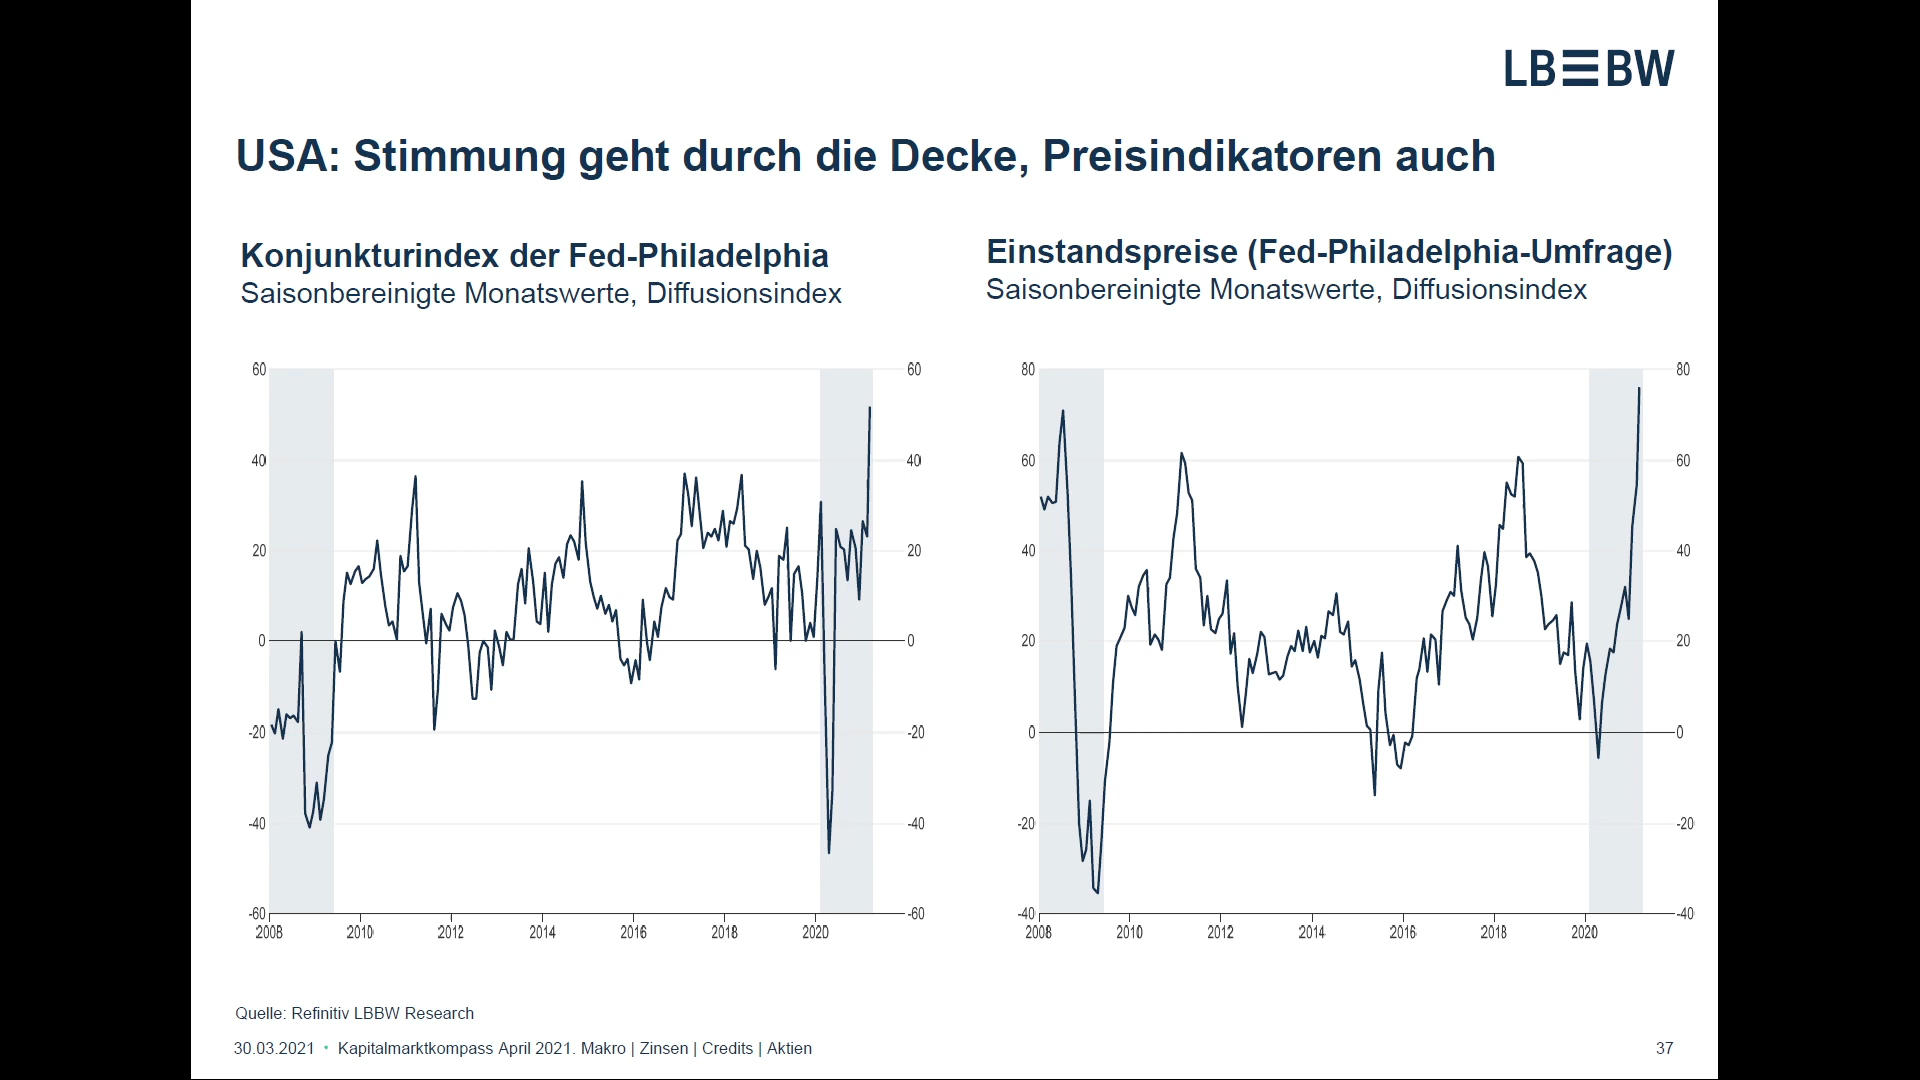 LBBW
USA: Stimmung geht durch die Decke, Preisindikatoren auch
Konjunkturindex der Fed-Philadelphia
Saisonbereinigte Monatswerte, Diffusionsindex
60 60
40 40
20 20
0 0
-20 -20
-40 -40
-60 -60
2008 2010 2012 2014 2016 2018 2020
Einstandspreise (Fed-Philadelphia-Umfrage)
Saisonbereinigte Monatswerte, Diffusionsindex
80 80
60 60
40 40
20 20
0 0
-20 -20
-40 -40
2008 2010 2012 2014 2016 2018 2020
Quelle: Refinitiv LBBW Research
30.03.2021 • Kapitalmarktkompass April 2021. Makro | Zinsen | Credits | Aktien 37